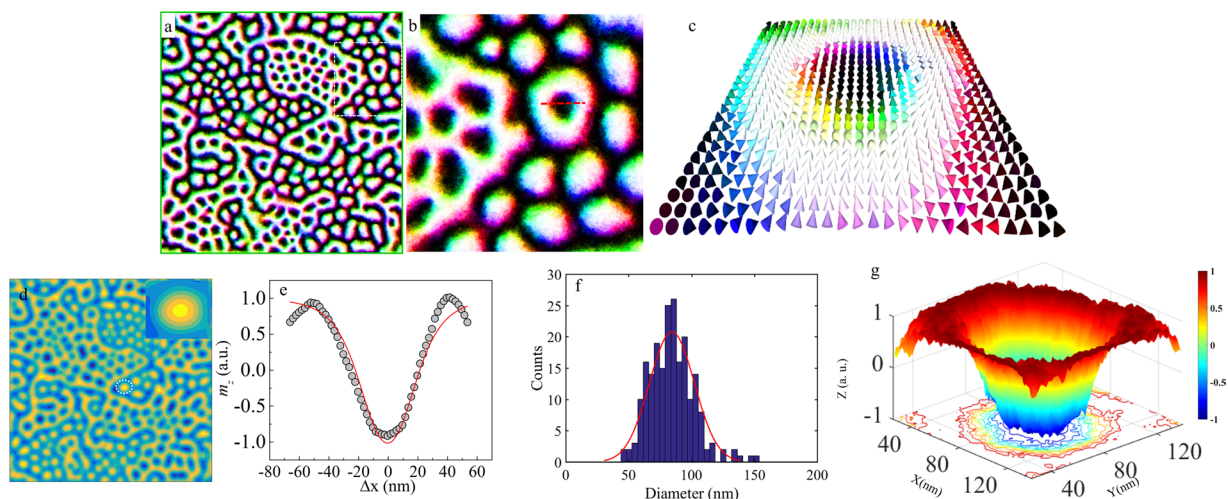 a
b
c
d
e
1.0
0.5
0.0
-0.5
-1.0
m_z (a.u.)
-80 -60 -40 -20 0 20 40 60
Δx (nm)
f
30
25
20
15
10
5
0
Counts
0 50 100 150 200
Diameter (nm)
g
1
0
-1
Z (a. u.)
40
80
120
X(nm)
40
80
120
Y(nm)
1
0.5
0
-0.5
-1